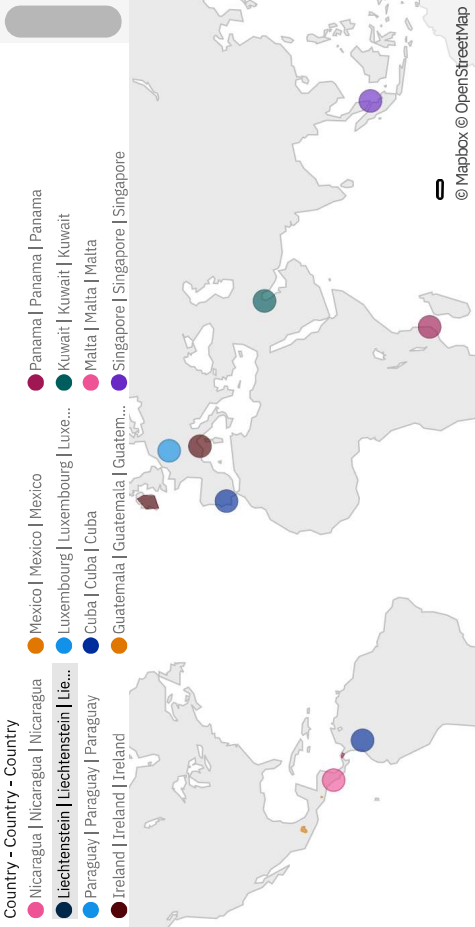 Country - Country - Country
Nicaragua | Nicaragua | Nicaragua
Mexico | Mexico | Mexico
Panama | Panama | Panama
Liechtenstein | Liechtenstein | Lie...
Luxembourg | Luxembourg | Luxe...
Kuwait | Kuwait | Kuwait
Paraguay | Paraguay | Paraguay
Cuba | Cuba | Cuba
Malta | Malta | Malta
Ireland | Ireland | Ireland
Guatemala | Guatemala | Guatem...
Singapore | Singapore | Singapore
© Mapbox © OpenStreetMap